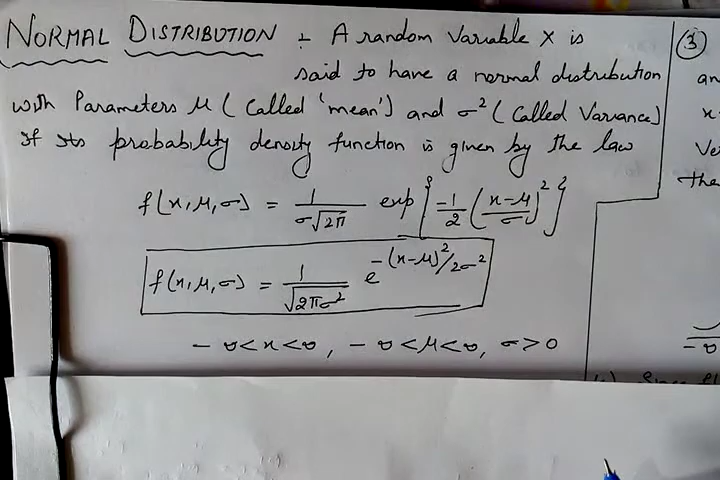 NORMAL DISTRIBUTION :- A random Variable X is
said to have a normal distribution
with Parameters μ ( Called 'mean') and σ² ( Called Variance)
If its probability density function is given by the law
f(x, μ, σ) = 1/(σ√2π) exp { -1/2 ((x-μ)/σ)² }
f(x, μ, σ) = 1/√(2πσ²) e^(-(x-μ)²/2σ²)
- ∞ < x < ∞, - ∞ < μ < ∞, σ > 0
(3)
an
x-
Ve
the
- ∞